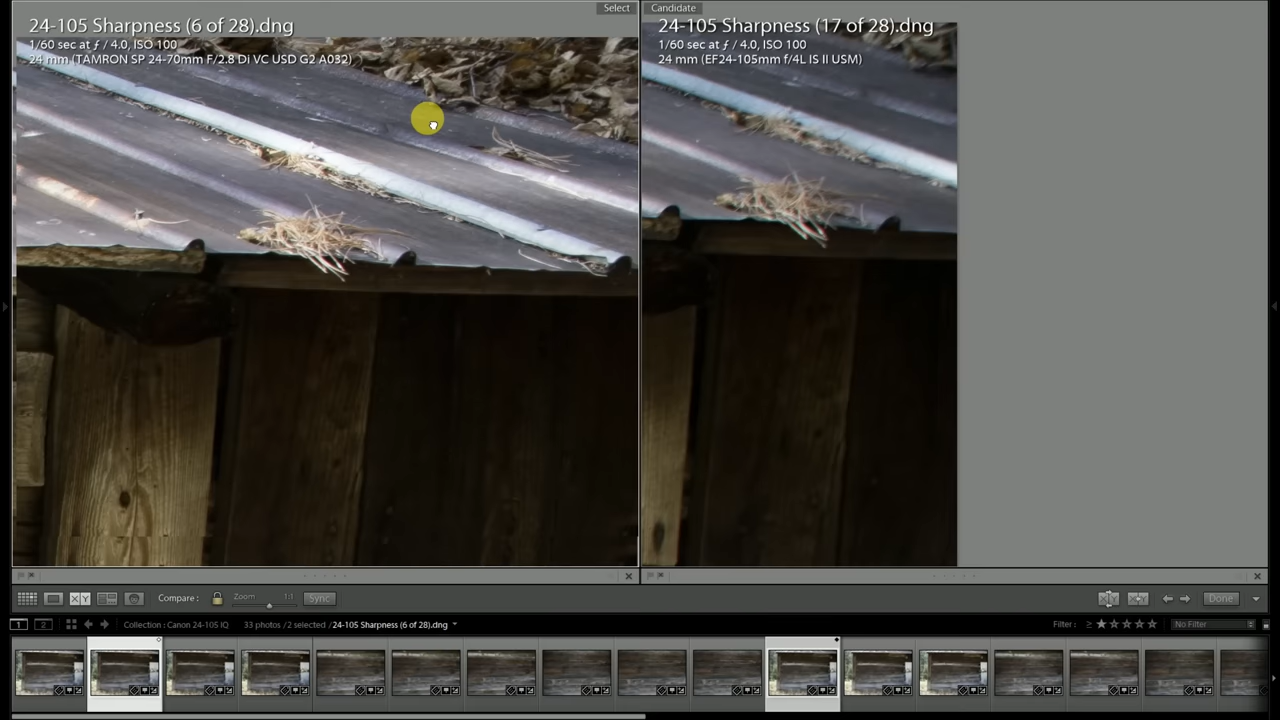 Select
24-105 Sharpness (6 of 28).dng
1/60 sec at ƒ / 4.0, ISO 100
24 mm (TAMRON SP 24-70mm F/2.8 Di VC USD G2 A032)
Candidate
24-105 Sharpness (17 of 28).dng
1/60 sec at ƒ / 4.0, ISO 100
24 mm (EF24-105mm f/4L IS II USM)
X Y
Compare :
Zoom
1:1
Sync
Done
1
2
Collection : Canon 24-105 IQ
33 photos /2 selected /24-105 Sharpness (6 of 28).dng
Filter :
≥
No Filter